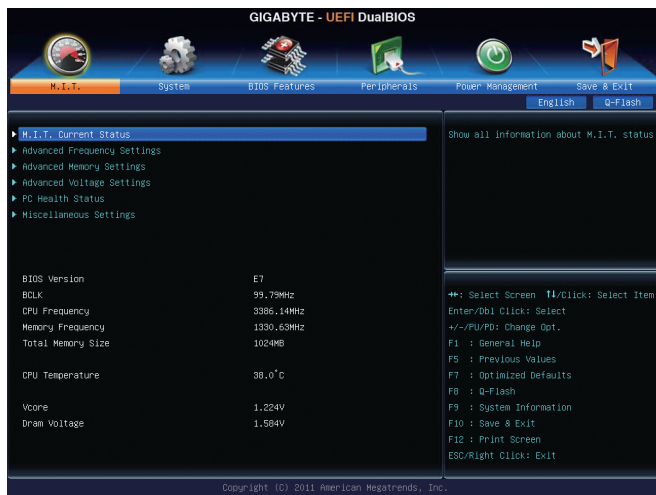 GIGABYTE - UEFI DualBIOS
M.I.T. System BIOS Features Peripherals Power Management Save & Exit
English Q-Flash
M.I.T. Current Status
Advanced Frequency Settings
Advanced Memory Settings
Advanced Voltage Settings
PC Health Status
Miscellaneous Settings
Show all information about M.I.T. status
BIOS Version E7
BCLK 99.79MHz
CPU Frequency 3386.14MHz
Memory Frequency 1330.63MHz
Total Memory Size 1024MB
CPU Temperature 38.0°C
Vcore 1.224V
Dram Voltage 1.584V
→←: Select Screen ↑↓/Click: Select Item
Enter/Dbl Click: Select
+/-/PU/PD: Change Opt.
F1 : General Help
F5 : Previous Values
F7 : Optimized Defaults
F8 : Q-Flash
F9 : System Information
F10 : Save & Exit
F12 : Print Screen
ESC/Right Click: Exit
Copyright (C) 2011 American Megatrends, Inc.